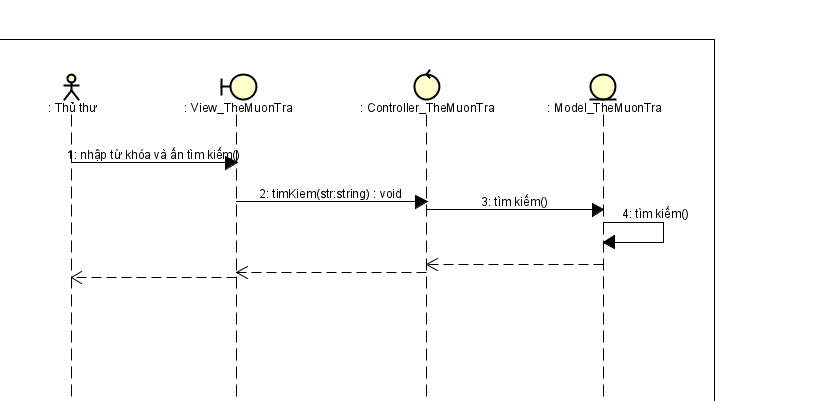 : Thủ thư
: View_TheMuonTra
: Controller_TheMuonTra
: Model_TheMuonTra
1: nhập từ khóa và ấn tìm kiếm()
2: timKiem(str:string) : void
3: tìm kiếm()
4: tìm kiếm()